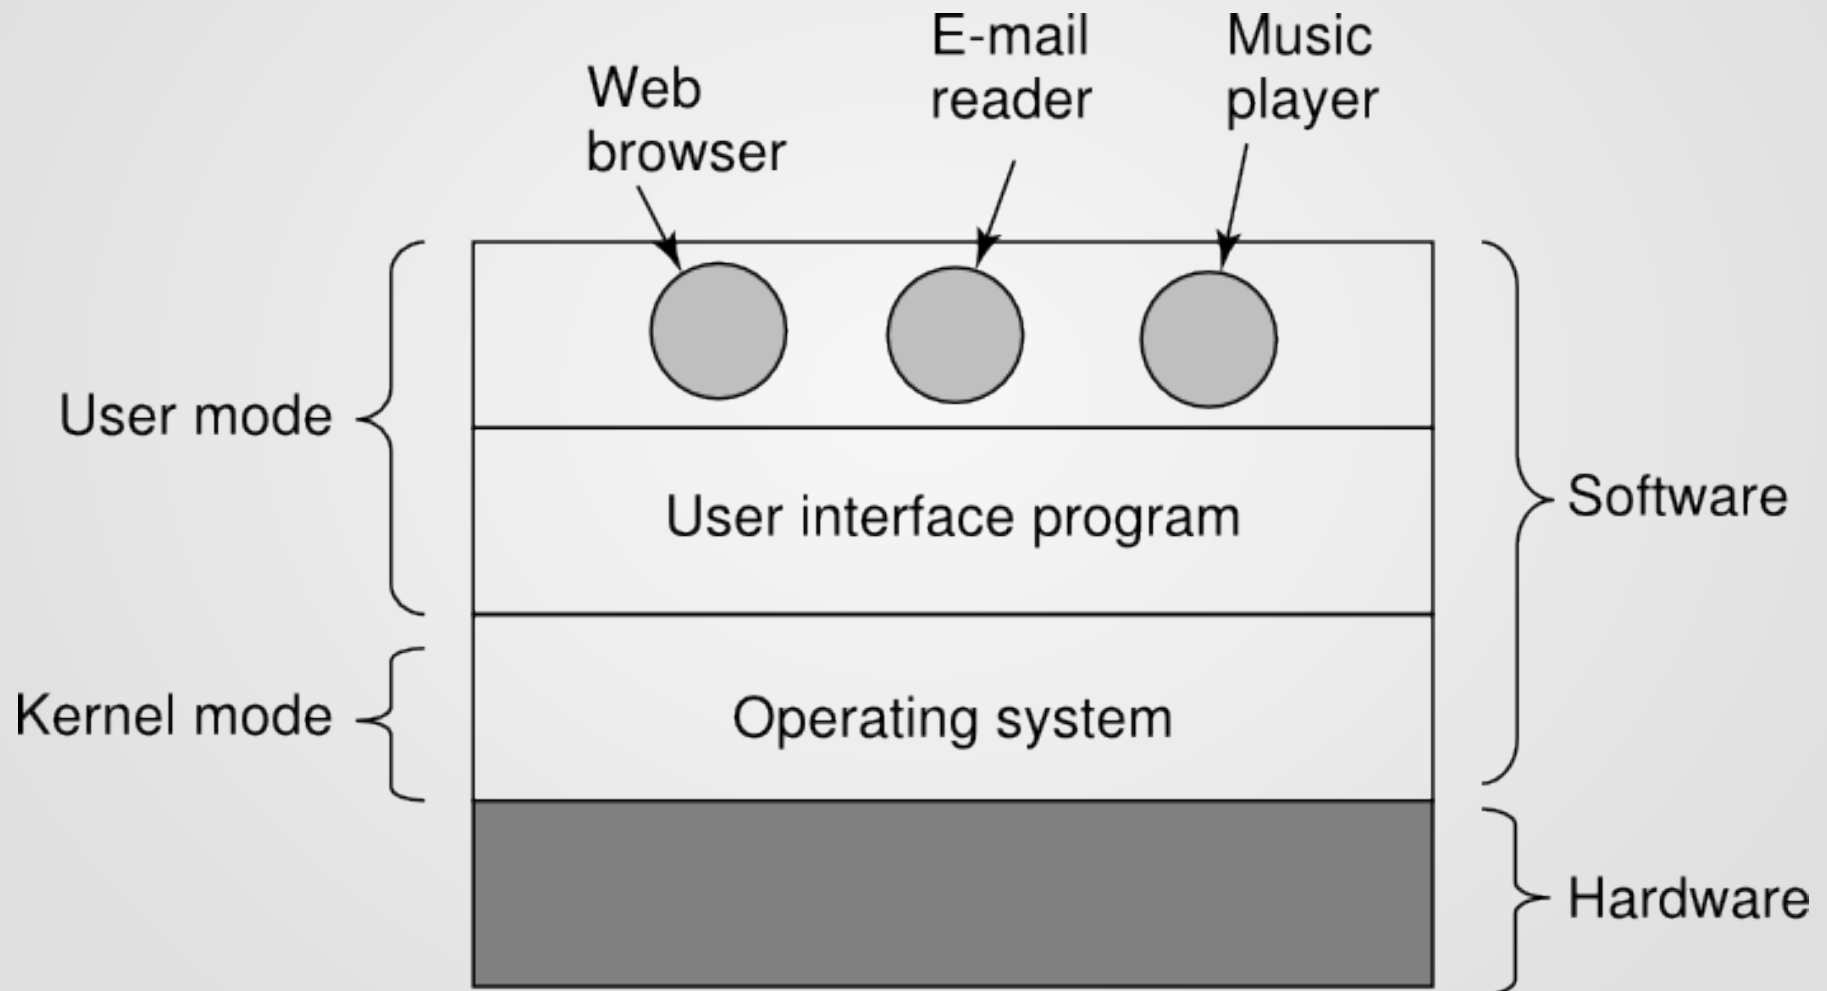 Web
browser
E-mail
reader
Music
player
User mode
User interface program
Software
Kernel mode
Operating system
Hardware